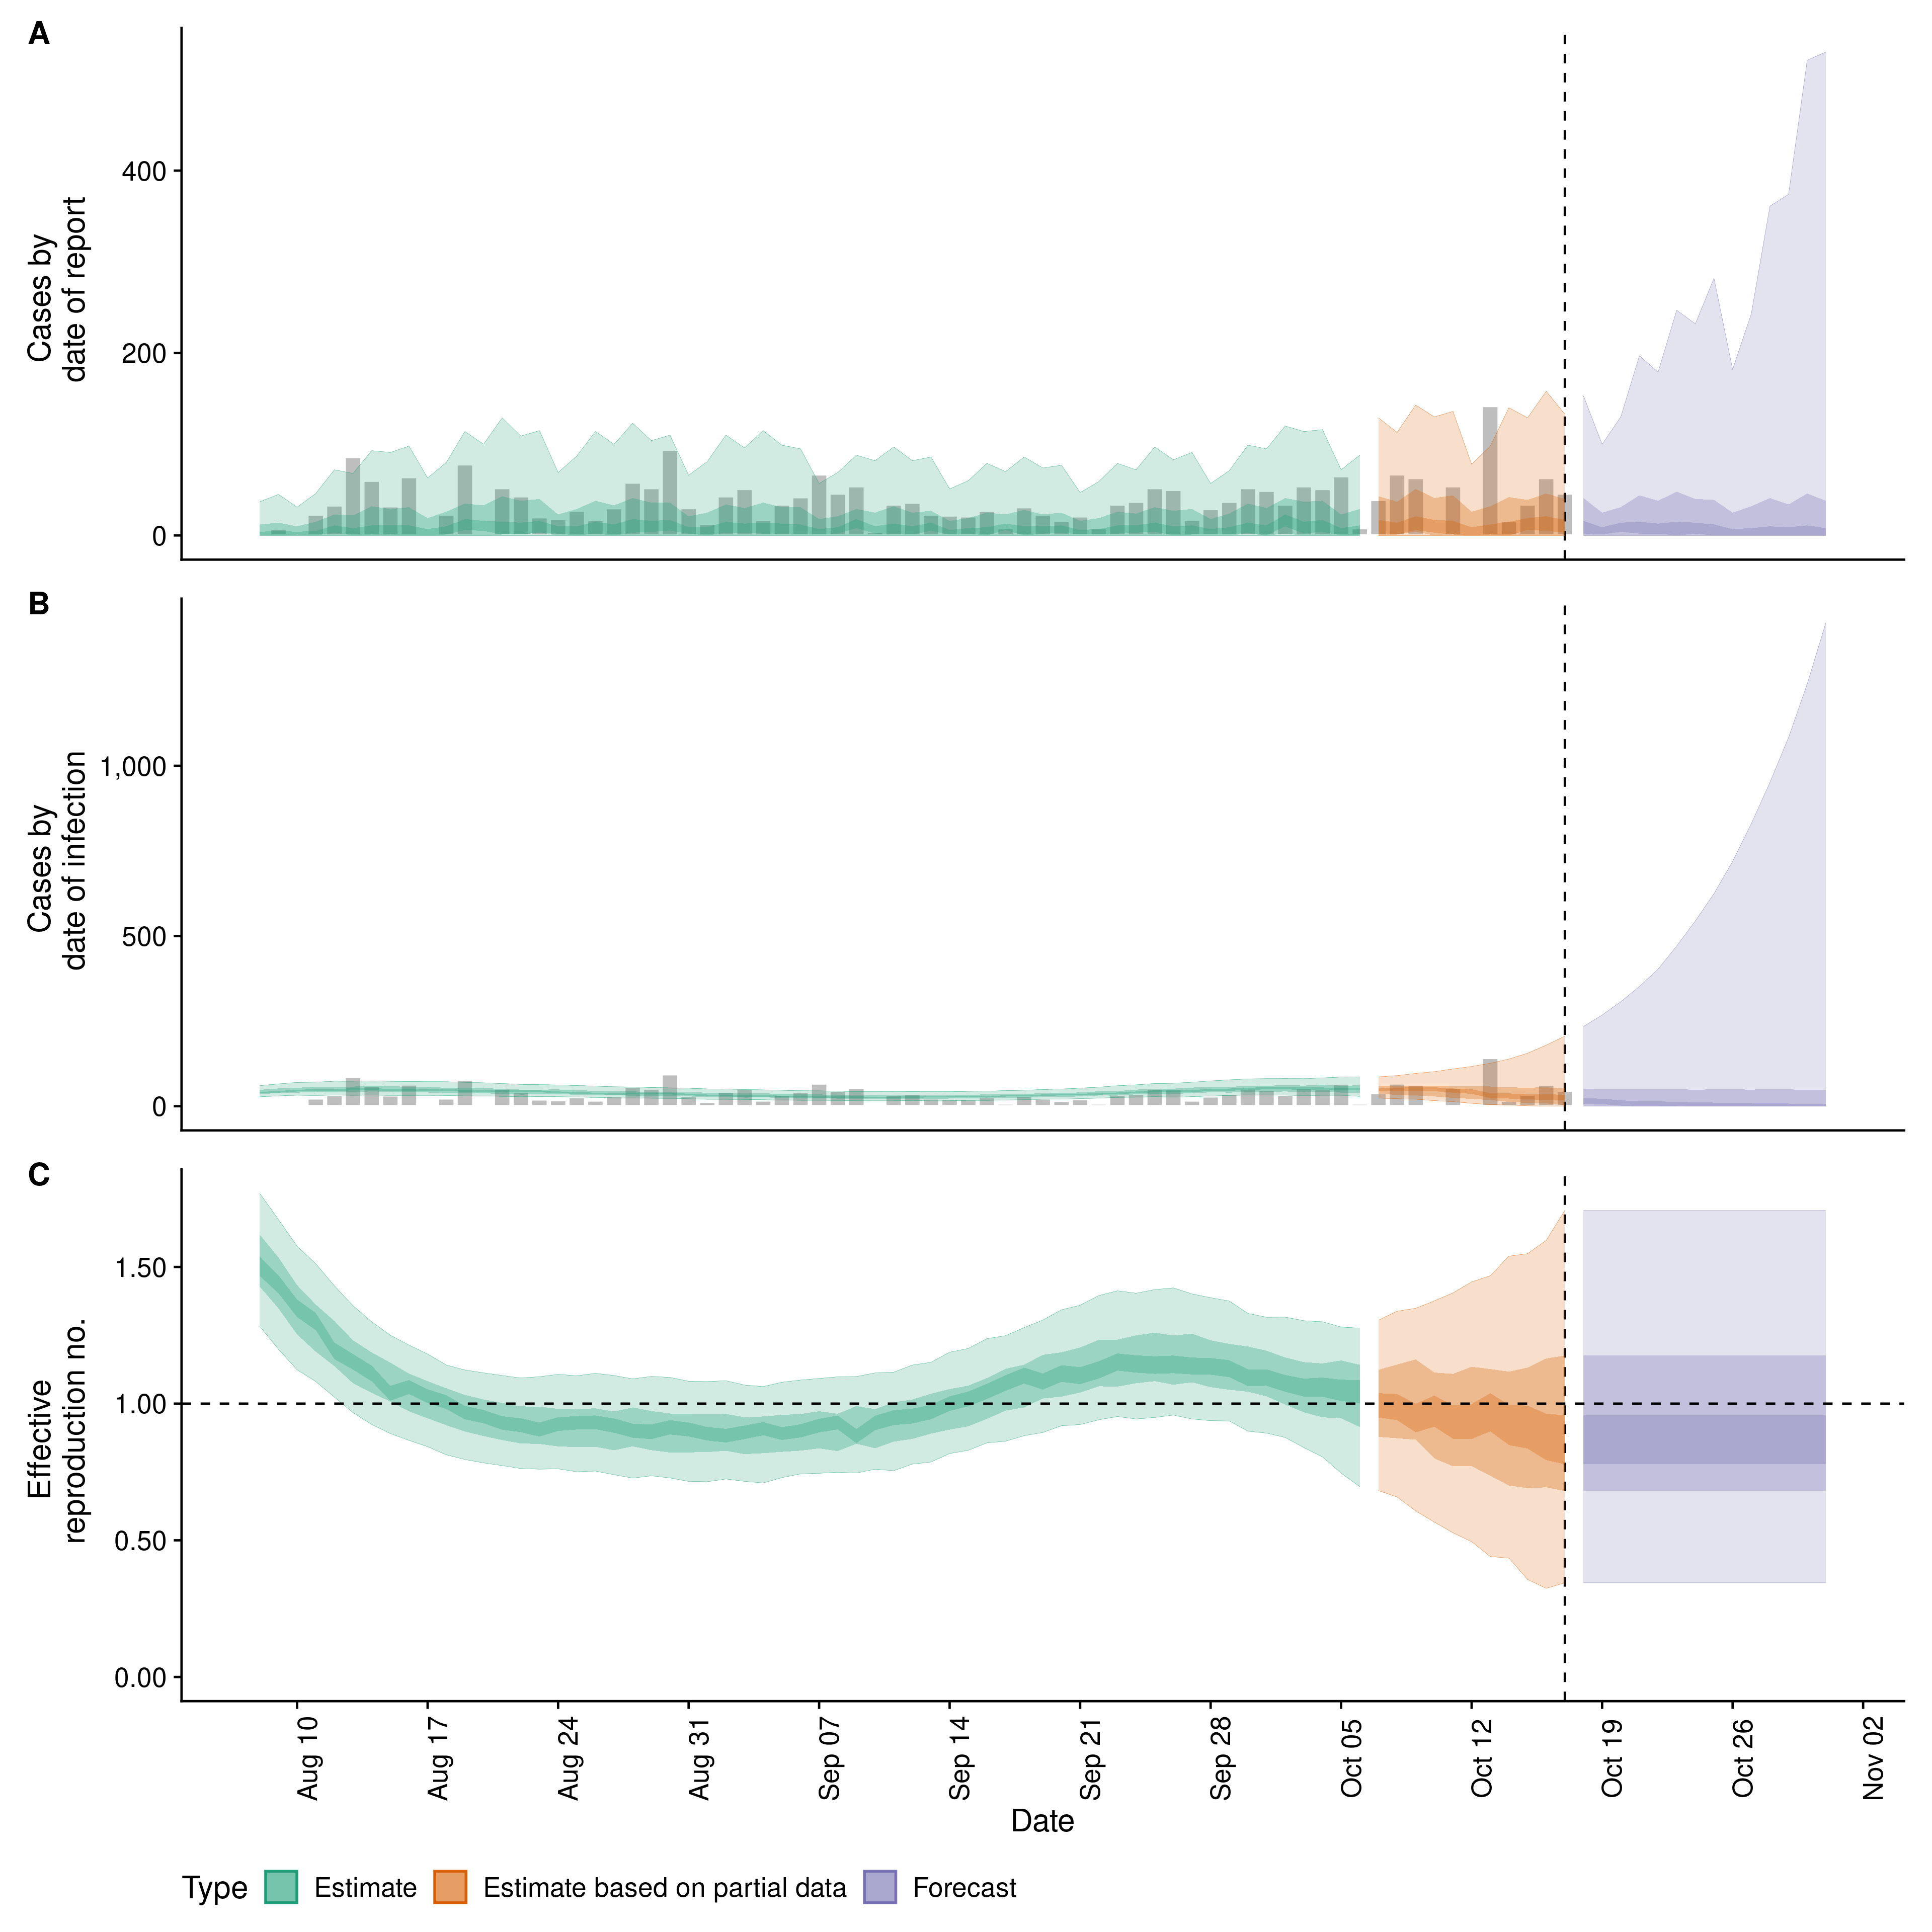 A
Cases by
date of report
400
200
0
B
Cases by
date of infection
1,000
500
0
C
Effective
reproduction no.
1.50
1.00
0.50
0.00
Aug 10
Aug 17
Aug 24
Aug 31
Sep 07
Sep 14
Sep 21
Sep 28
Oct 05
Oct 12
Oct 19
Oct 26
Nov 02
Date
Type Estimate Estimate based on partial data Forecast